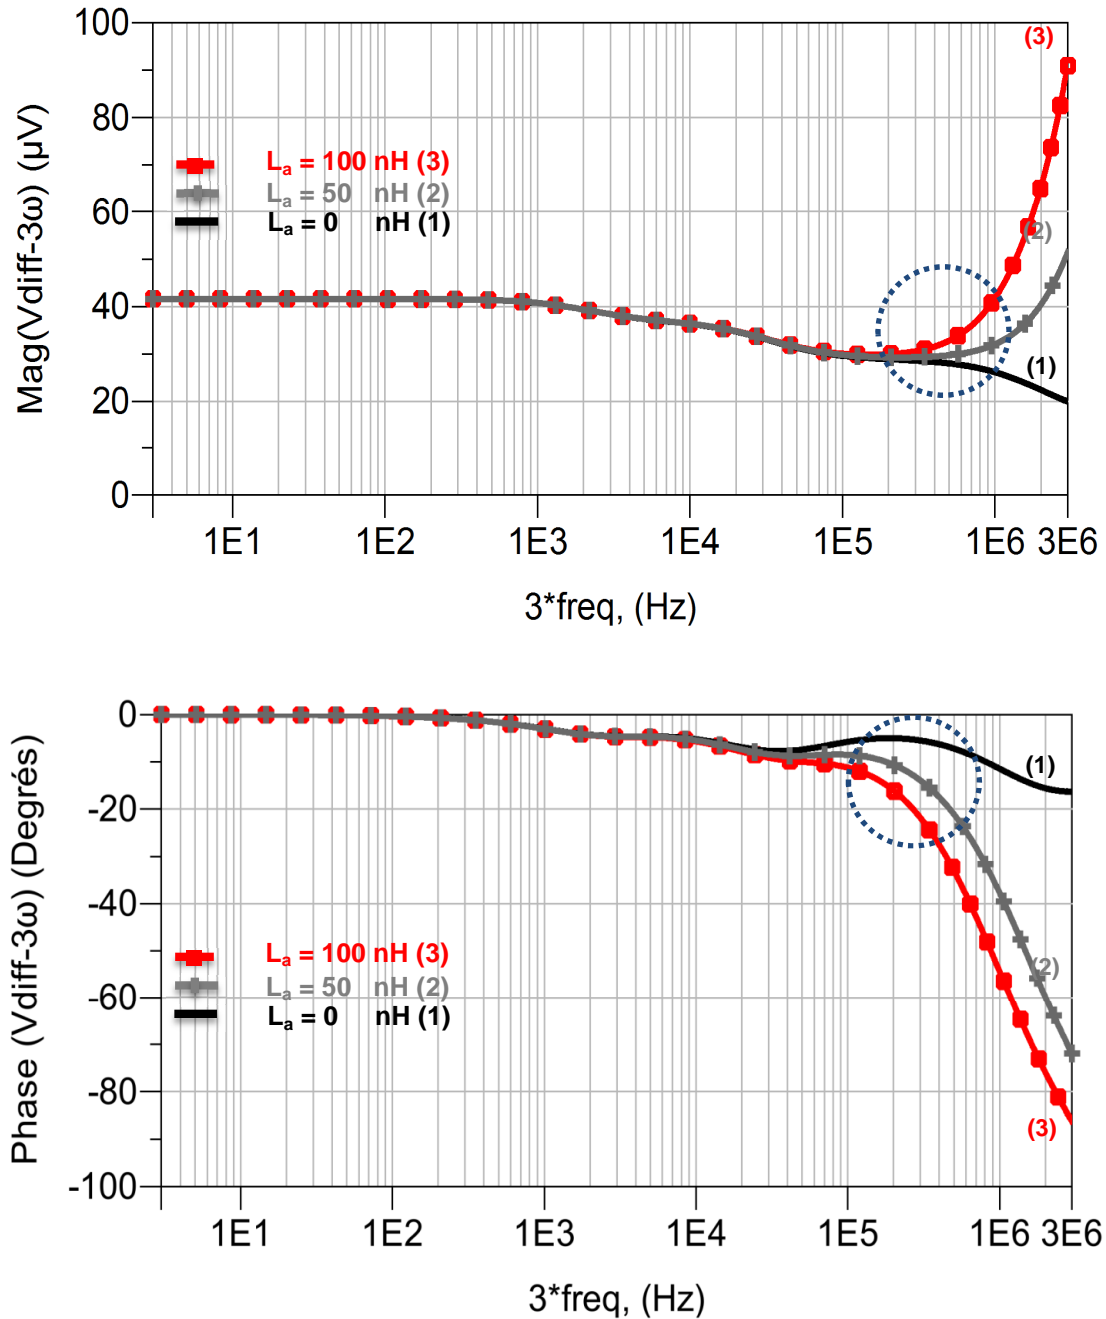 100
80
60
40
20
0
Mag(Vdiff-3ω) (µV)
(3)
(2)
(1)
Lₐ = 100 nH (3)
Lₐ = 50 nH (2)
Lₐ = 0 nH (1)
1E1 1E2 1E3 1E4 1E5 1E6 3E6
3*freq, (Hz)
0
-20
-40
-60
-80
-100
Phase (Vdiff-3ω) (Degrés)
(1)
(2)
(3)
Lₐ = 100 nH (3)
Lₐ = 50 nH (2)
Lₐ = 0 nH (1)
1E1 1E2 1E3 1E4 1E5 1E6 3E6
3*freq, (Hz)